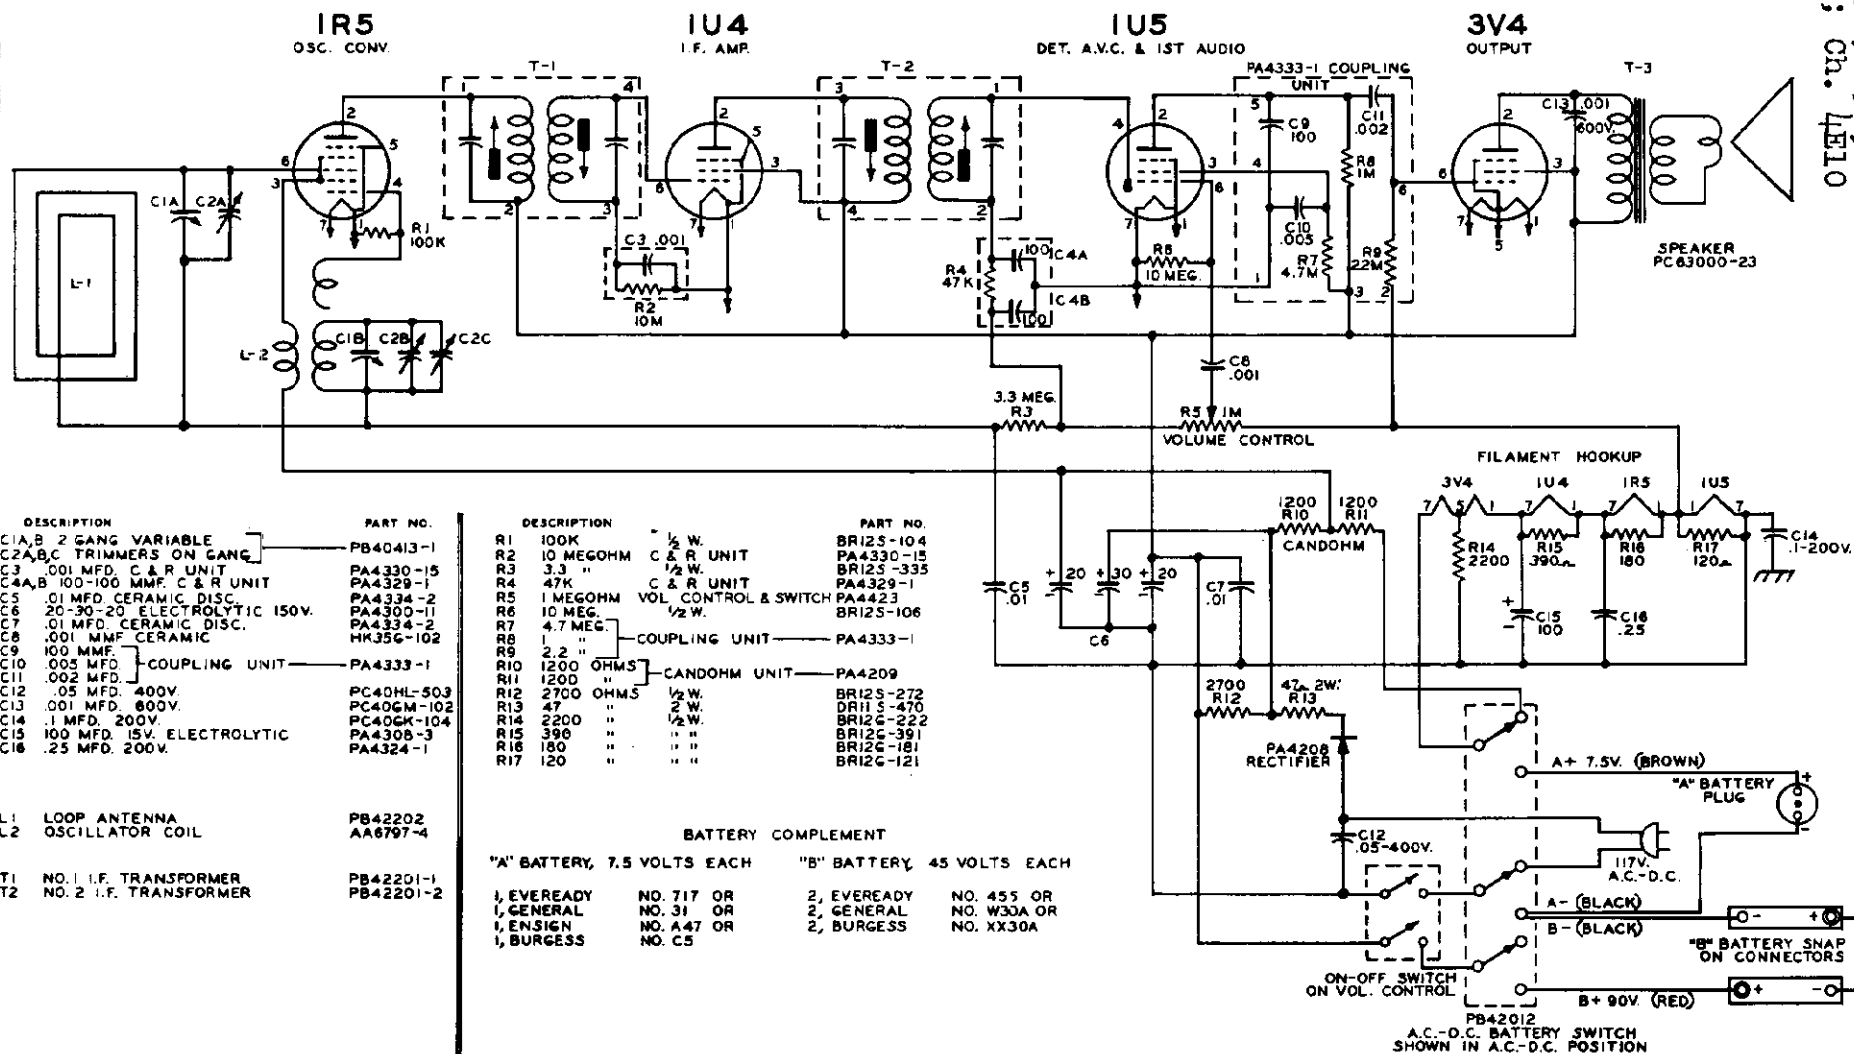 1R5
OSC. CONV.
1U4
I.F. AMP.
1U5
DET. A.V.C. & 1ST AUDIO
3V4
OUTPUT
; Ch. 4E10
T-1
T-2
PA4333-1 COUPLING
UNIT
T-3
C13 .001
600V.
C9
100
C11
.002
R8
1M
C10
.005
R7
4.7M
R9
2.2M
C1A
C2A
R1
100K
L-1
L-2
C1B
C2B
C2C
C3 .001
R2
10M
R4
47K
100
C4A
C4B
100
R6
10 MEG.
SPEAKER
PC63000-23
C8
.001
3.3 MEG.
R3
R5 1M
VOLUME CONTROL
FILAMENT HOOKUP
3V4
1U4
1R5
1U5
1200
R10
1200
R11
CANDOHM
R14
2200
R15
390Ω
R16
180
R17
120Ω
C14
.1-200V.
C5
.01
+ 20
+ 30
+ 20
C6
C7
.01
+ C15
- 100
C16
.25
DESCRIPTION PART NO.
C1A,B 2 GANG VARIABLE
C2A,B,C TRIMMERS ON GANG PB40413-1
C3 .001 MFD. C & R UNIT PA4330-15
C4A,B 100-100 MMF. C & R UNIT PA4329-1
C5 .01 MFD. CERAMIC DISC. PA4334-2
C6 20-30-20 ELECTROLYTIC 150V. PA4300-11
C7 .01 MFD. CERAMIC DISC. PA4334-2
C8 .001 MMF CERAMIC HK35G-102
C9 100 MMF.
C10 .005 MFD. COUPLING UNIT PA4333-1
C11 .002 MFD.
C12 .05 MFD. 400V. PC40HL-503
C13 .001 MFD. 600V. PC40GM-102
C14 .1 MFD. 200V. PC40GK-104
C15 100 MFD. 15V. ELECTROLYTIC PA4308-3
C16 .25 MFD. 200V. PA4324-1
L1 LOOP ANTENNA PB42202
L2 OSCILLATOR COIL AA6797-4
T1 NO.1 I.F. TRANSFORMER PB42201-1
T2 NO.2 I.F. TRANSFORMER PB42201-2
DESCRIPTION PART NO.
R1 100K 1/2 W. BR12S-104
R2 10 MEGOHM C & R UNIT PA4330-15
R3 3.3 " 1/2 W. BR12S-335
R4 47K C & R UNIT PA4329-1
R5 1 MEGOHM VOL CONTROL & SWITCH PA4423
R6 10 MEG. 1/2 W. BR12S-106
R7 4.7 MEG.
R8 1 " COUPLING UNIT PA4333-1
R9 2.2 "
R10 1200 OHMS
R11 1200 " CANDOHM UNIT PA4209
R12 2700 OHMS 1/2 W. BR12S-272
R13 47 " 2 W. DR11S-470
R14 2200 " 1/2 W. BR12G-222
R15 390 " " " BR12G-391
R16 180 " " " BR12G-181
R17 120 " " " BR12G-121
BATTERY COMPLEMENT
"A" BATTERY, 7.5 VOLTS EACH "B" BATTERY, 45 VOLTS EACH
1, EVEREADY NO. 717 OR 2, EVEREADY NO. 455 OR
1, GENERAL NO. 31 OR 2, GENERAL NO. W30A OR
1, ENSIGN NO. A47 OR 2, BURGESS NO. XX30A
1, BURGESS NO. C5
2700
R12
47Ω 2W.
R13
PA4208
RECTIFIER
C12
.05-400V.
A+ 7.5V. (BROWN)
"A" BATTERY
PLUG
117V.
A.C.-D.C.
A- (BLACK)
B- (BLACK)
"B" BATTERY SNAP
ON CONNECTORS
B+ 90V. (RED)
ON-OFF SWITCH
ON VOL. CONTROL
PB42012
A.C.-D.C. BATTERY SWITCH
SHOWN IN A.C.-D.C. POSITION